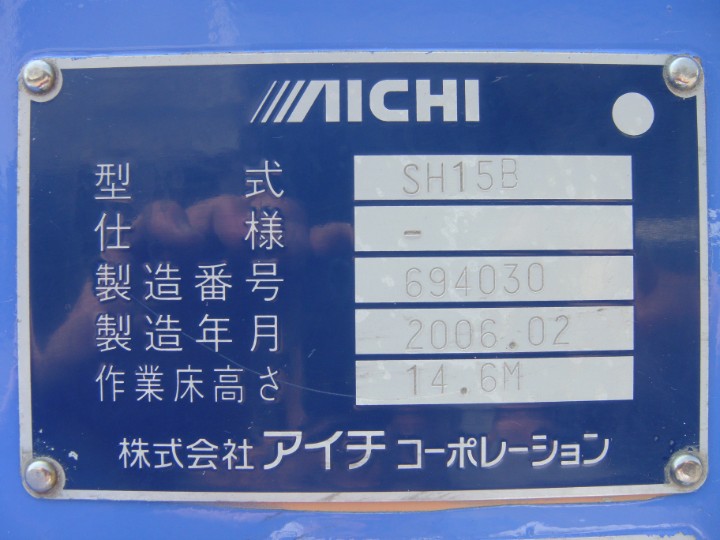 AICHI
型式 SH15B
仕様 -
製造番号 694030
製造年月 2006.02
作業床高さ 14.6M
株式会社アイチコーポレーション